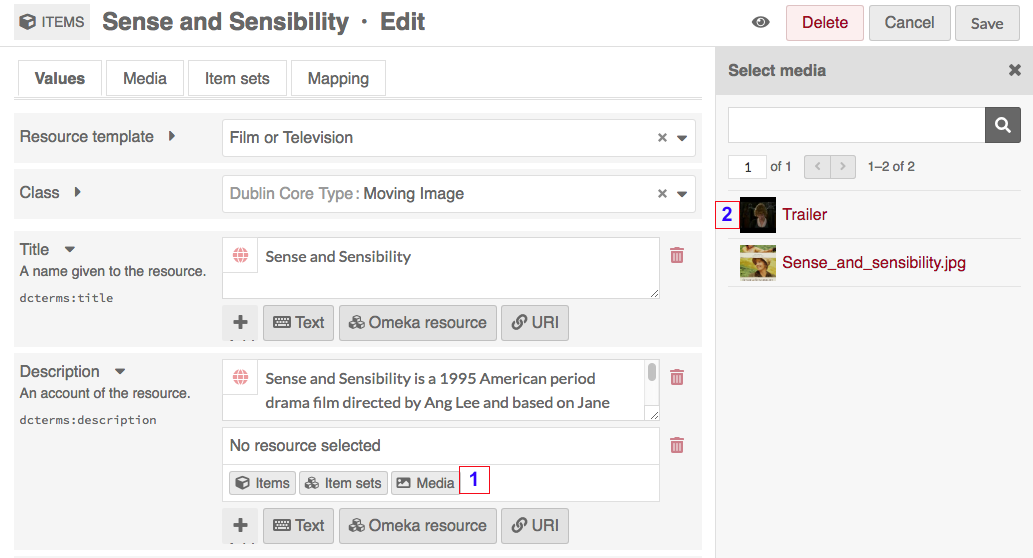 ITEMS Sense and Sensibility · Edit Delete Cancel Save
Values Media Item sets Mapping
Resource template Film or Television
Class Dublin Core Type: Moving Image
Title
A name given to the resource.
dcterms:title
Sense and Sensibility
Text Omeka resource URI
Description
An account of the resource.
dcterms:description
Sense and Sensibility is a 1995 American period
drama film directed by Ang Lee and based on Jane
No resource selected
Items Item sets Media 1
Text Omeka resource URI
Select media
1 of 1 1–2 of 2
2 Trailer
Sense_and_sensibility.jpg